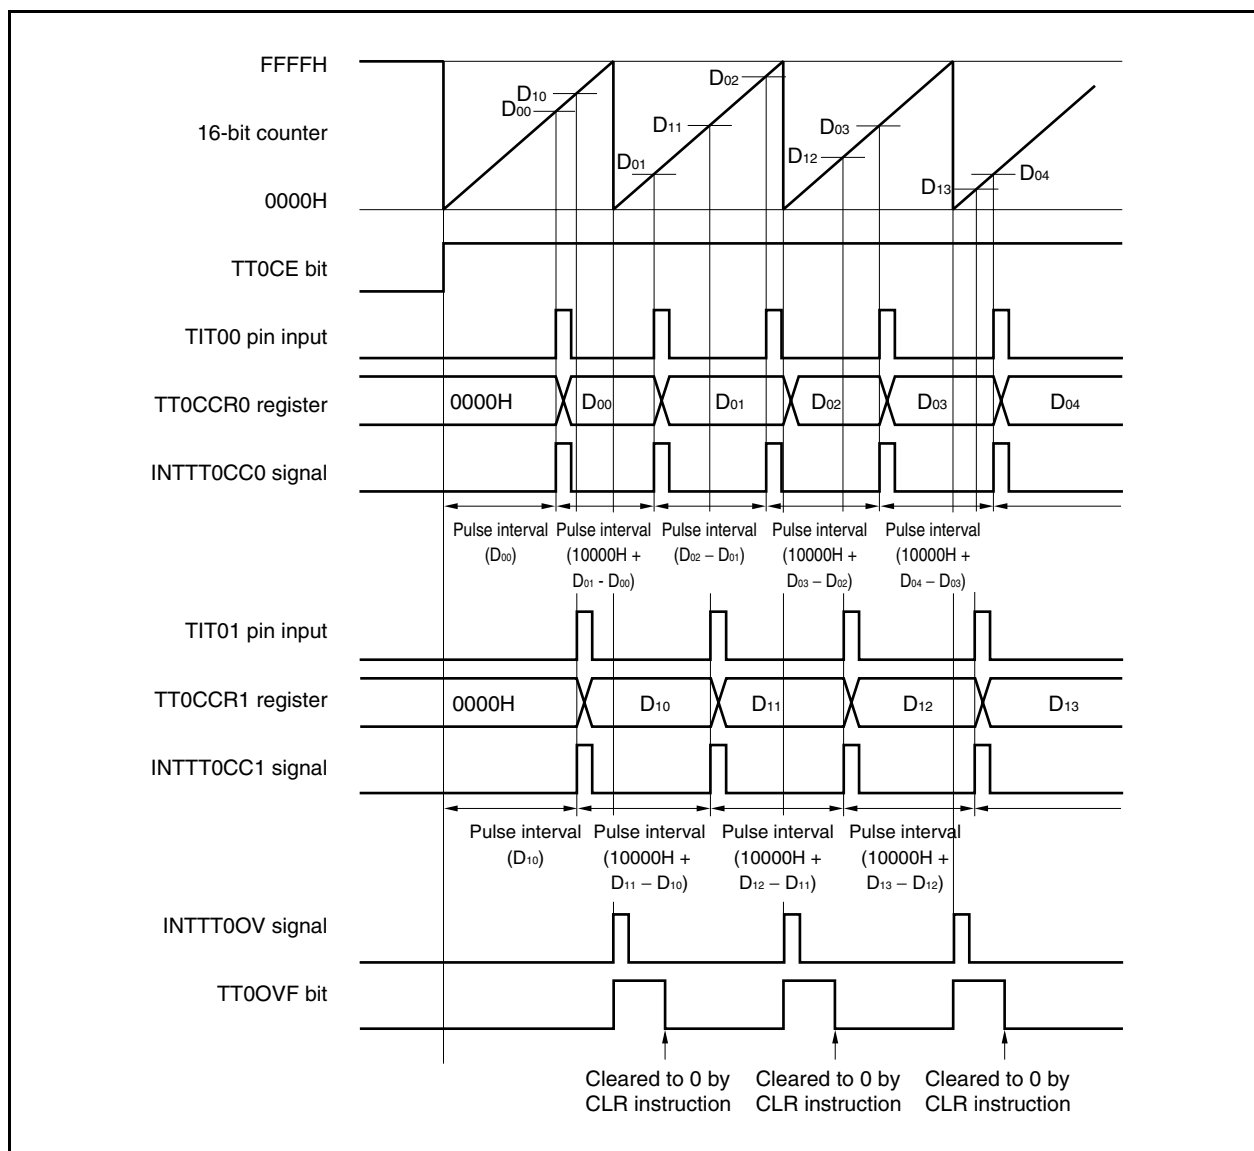 FFFFH
D10
D00
D02
16-bit counter
D11
D03
D01
D12
D13
D04
0000H
TT0CE bit
TIT00 pin input
TT0CCR0 register
0000H D00 D01 D02 D03 D04
INTTT0CC0 signal
Pulse interval Pulse interval Pulse interval Pulse interval Pulse interval
(D00) (10000H + (D02 – D01) (10000H + (10000H +
D01 - D00) D03 – D02) D04 – D03)
TIT01 pin input
TT0CCR1 register
0000H D10 D11 D12 D13
INTTT0CC1 signal
Pulse interval Pulse interval Pulse interval Pulse interval
(D10) (10000H + (10000H + (10000H +
D11 – D10) D12 – D11) D13 – D12)
INTTT0OV signal
TT0OVF bit
Cleared to 0 by Cleared to 0 by Cleared to 0 by
CLR instruction CLR instruction CLR instruction